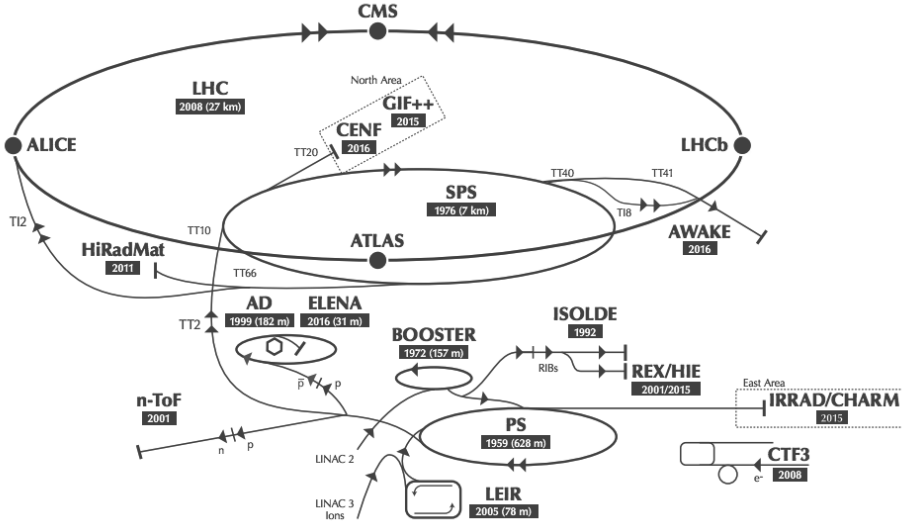 CMS
LHC
2008 (27 km)
North Area
GIF++
2015
CENF
2016
TT20
ALICE
LHCb
TT40
TT41
SPS
1976 (7 km)
TI8
TI2
TT10
ATLAS
AWAKE
2016
HiRadMat
2011
TT66
AD
1999 (182 m)
ELENA
2016 (31 m)
TT2
ISOLDE
1992
BOOSTER
1972 (157 m)
RIBs
REX/HIE
2001/2015
p̅
p
East Area
IRRAD/CHARM
2015
n-ToF
2001
n
p
PS
1959 (628 m)
LINAC 2
CTF3
2008
e-
LINAC 3
Ions
LEIR
2005 (78 m)